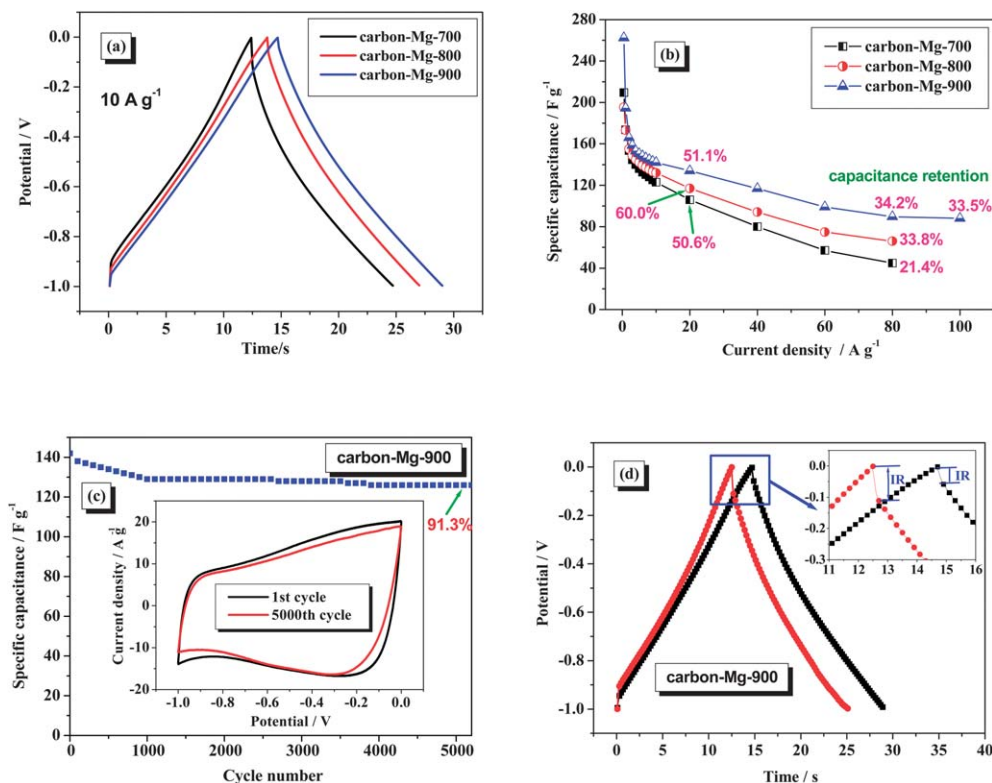 (a)
carbon-Mg-700
carbon-Mg-800
carbon-Mg-900
10 A g-1
Potential / V
0.0
-0.2
-0.4
-0.6
-0.8
-1.0
0 5 10 15 20 25 30
Time/s
(b)
carbon-Mg-700
carbon-Mg-800
carbon-Mg-900
Specific capacitance / F g-1
280
240
200
160
120
80
40
0
51.1%
capacitance retention
60.0%
50.6%
34.2%
33.5%
33.8%
21.4%
0 20 40 60 80 100
Current density / A g-1
carbon-Mg-900
(c)
Specific capacitance / F g-1
140
120
100
80
60
40
20
0
91.3%
Current density / A g-1
20
10
0
-10
-20
1st cycle
5000th cycle
-1.0 -0.8 -0.6 -0.4 -0.2 0.0
Potential / V
0 1000 2000 3000 4000 5000
Cycle number
(d)
Potential / V
0.0
-0.2
-0.4
-0.6
-0.8
-1.0
0.0
-0.1
-0.2
-0.3
IR
IR
11 12 13 14 15 16
carbon-Mg-900
0 5 10 15 20 25 30 35 40
Time / s